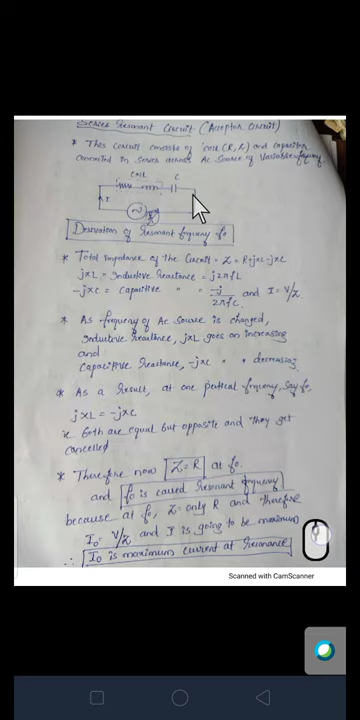 Series Resonant Circuit (Acceptor Circuit)
* This Circuit consists of coil (R, L) and Capacitor
connected in series across Ac Source of Variable frequency.
COIL C
I
Derivation of Resonant frequency fo
* Total Impedance of the Circuit = Z = R+jXL-jXC
jXL = Inductive Reactance = j2πfL
-jXC = Capacitive " = -j/2πfC and I = V/Z
* As frequency of Ac Source is changed,
Inductive Reactance, jXL goes on increasing
and
Capacitive Reactance, -jXC " " decreasing.
* As a Result, at one frequency, say fo,
jXL = -jXC
ie both are equal but opposite and they get
cancelled
* Therefore now Z=R at fo.
and fo is called Resonant frequency
because at fo, Z= only R and therefore
Io= V/Z and I is going to be maximum
∴ Io is maximum current at Resonance
Scanned with CamScanner